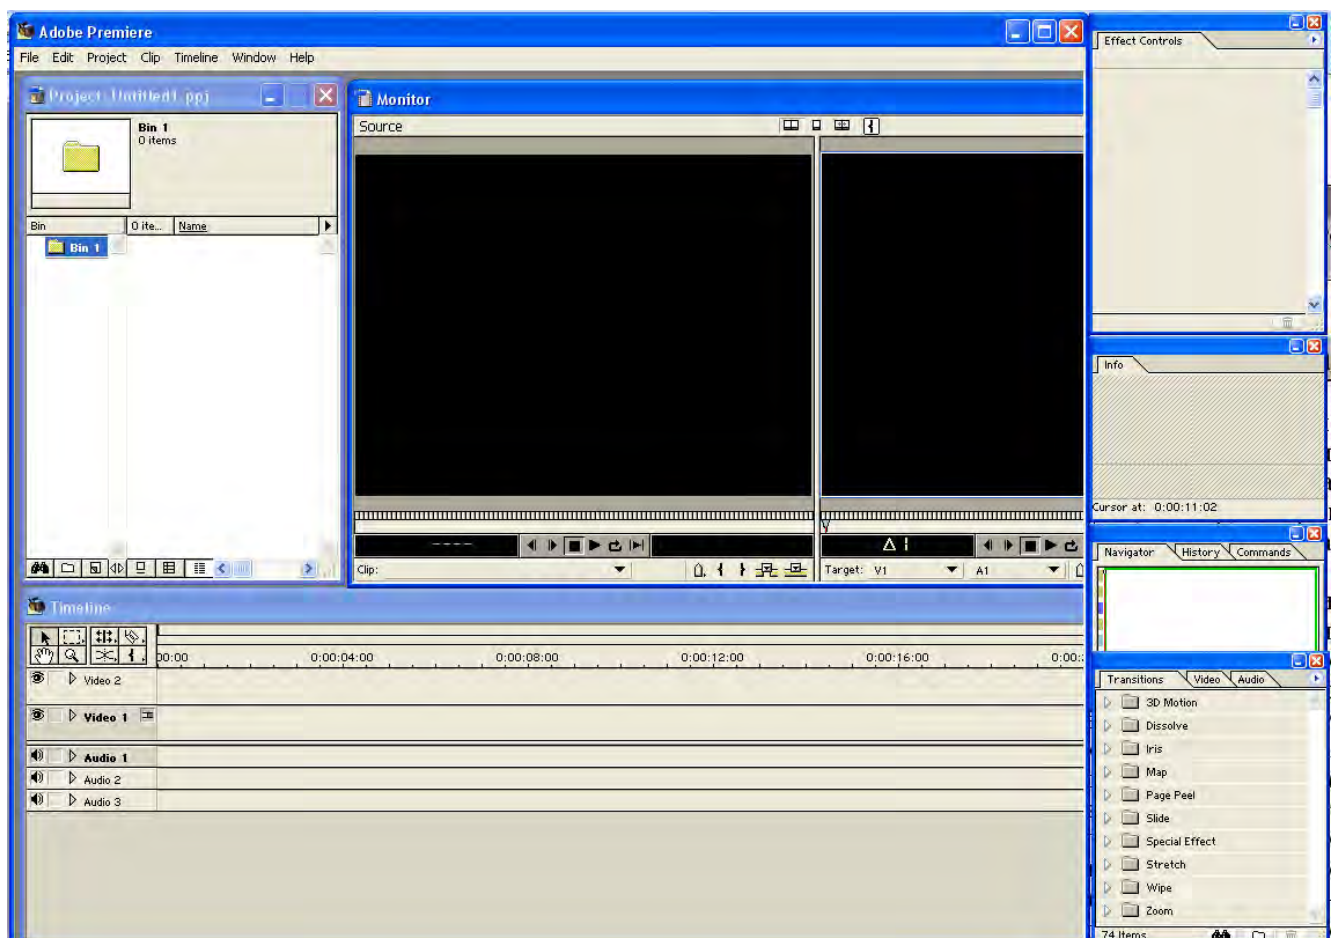 Adobe Premiere
File Edit Project Clip Timeline Window Help
Project: Untitled1.ppj
Bin 1
0 items
Bin 0 ite... Name
Bin 1
Monitor
Source
Clip:
Target: V1 A1
Timeline
00:00 0:00:04:00 0:00:08:00 0:00:12:00 0:00:16:00 0:00:
Video 2
Video 1
Audio 1
Audio 2
Audio 3
Effect Controls
Info
Cursor at: 0:00:11:02
Navigator History Commands
Transitions Video Audio
3D Motion
Dissolve
Iris
Map
Page Peel
Slide
Special Effect
Stretch
Wipe
Zoom
74 Items